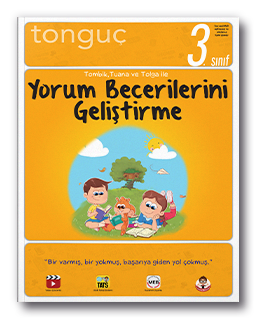 tonguç
3
sınıf
Tombik, Tuana ve Tolga ile
Yorum Becerilerini
Geliştirme
"Bir varmış, bir yokmuş, başarıya giden yol çokmuş."
TATS